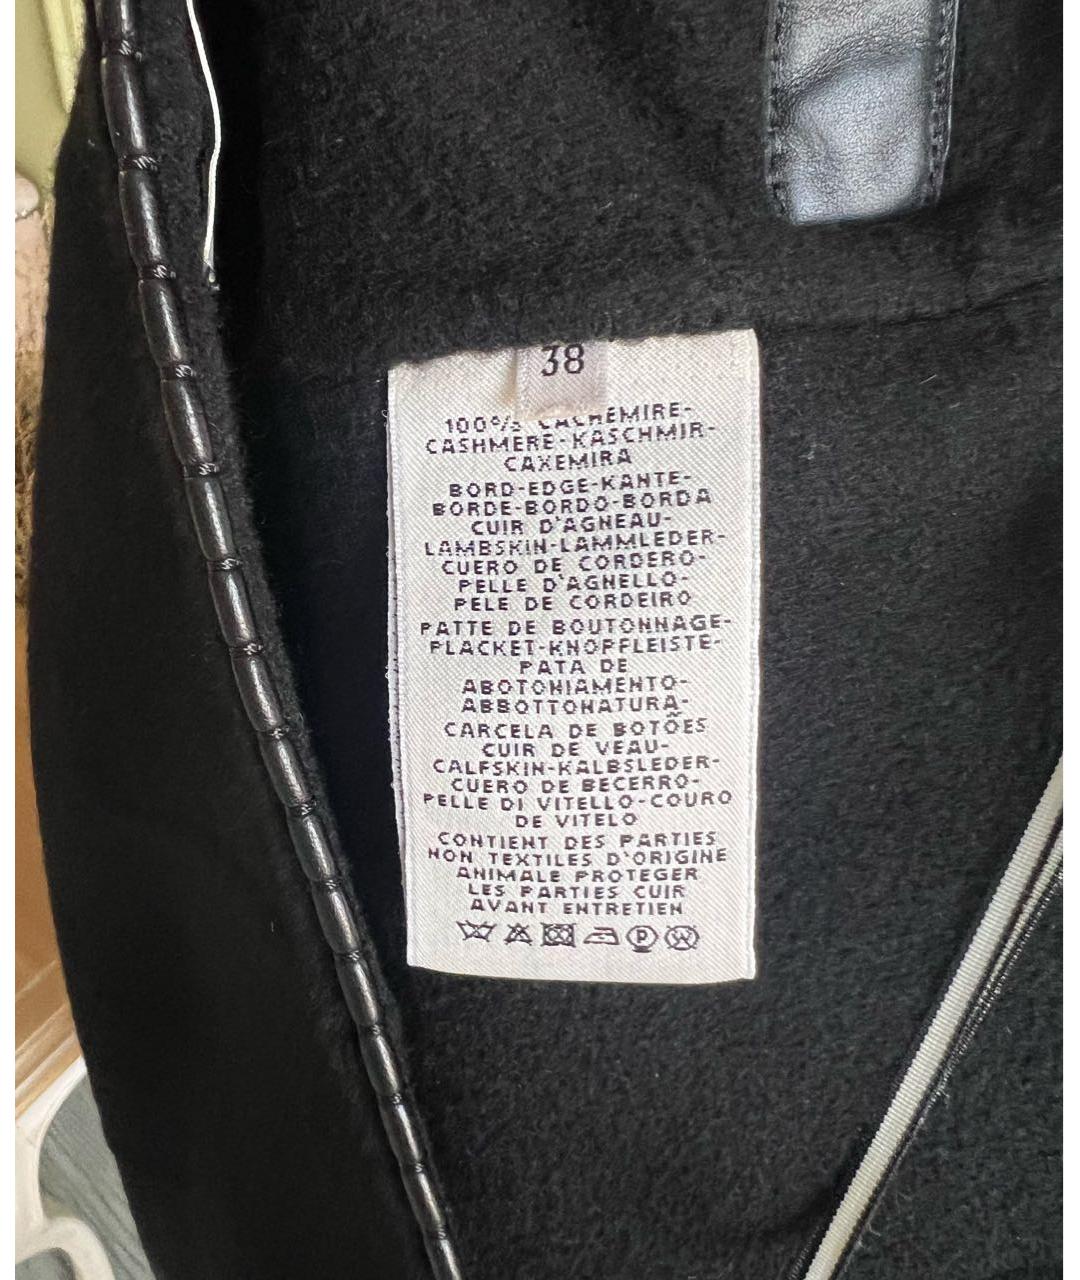 38
100% CACHEMIRE-
CASHMERE-KASCHMIR-
CAXEMIRA
BORD-EDGE-KANTE-
BORDE-BORDO-BORDA
CUIR D'AGNEAU-
LAMBSKIN-LAMMLEDER-
CUERO DE CORDERO-
PELLE D'AGNELLO-
PELE DE CORDEIRO
PATTE DE BOUTONNAGE-
PLACKET-KNOPFLEISTE-
PATA DE
ABOTONIAMENTO-
ABBOTTONATURA-
CARCELA DE BOTÕES
CUIR DE VEAU-
CALFSKIN-KALBSLEDER-
CUERO DE BECERRO-
PELLE DI VITELLO-COURO
DE VITELO
CONTIENT DES PARTIES
NON TEXTILES D'ORIGINE
ANIMALE PROTEGER
LES PARTIES CUIR
AVANT ENTRETIEN
P W